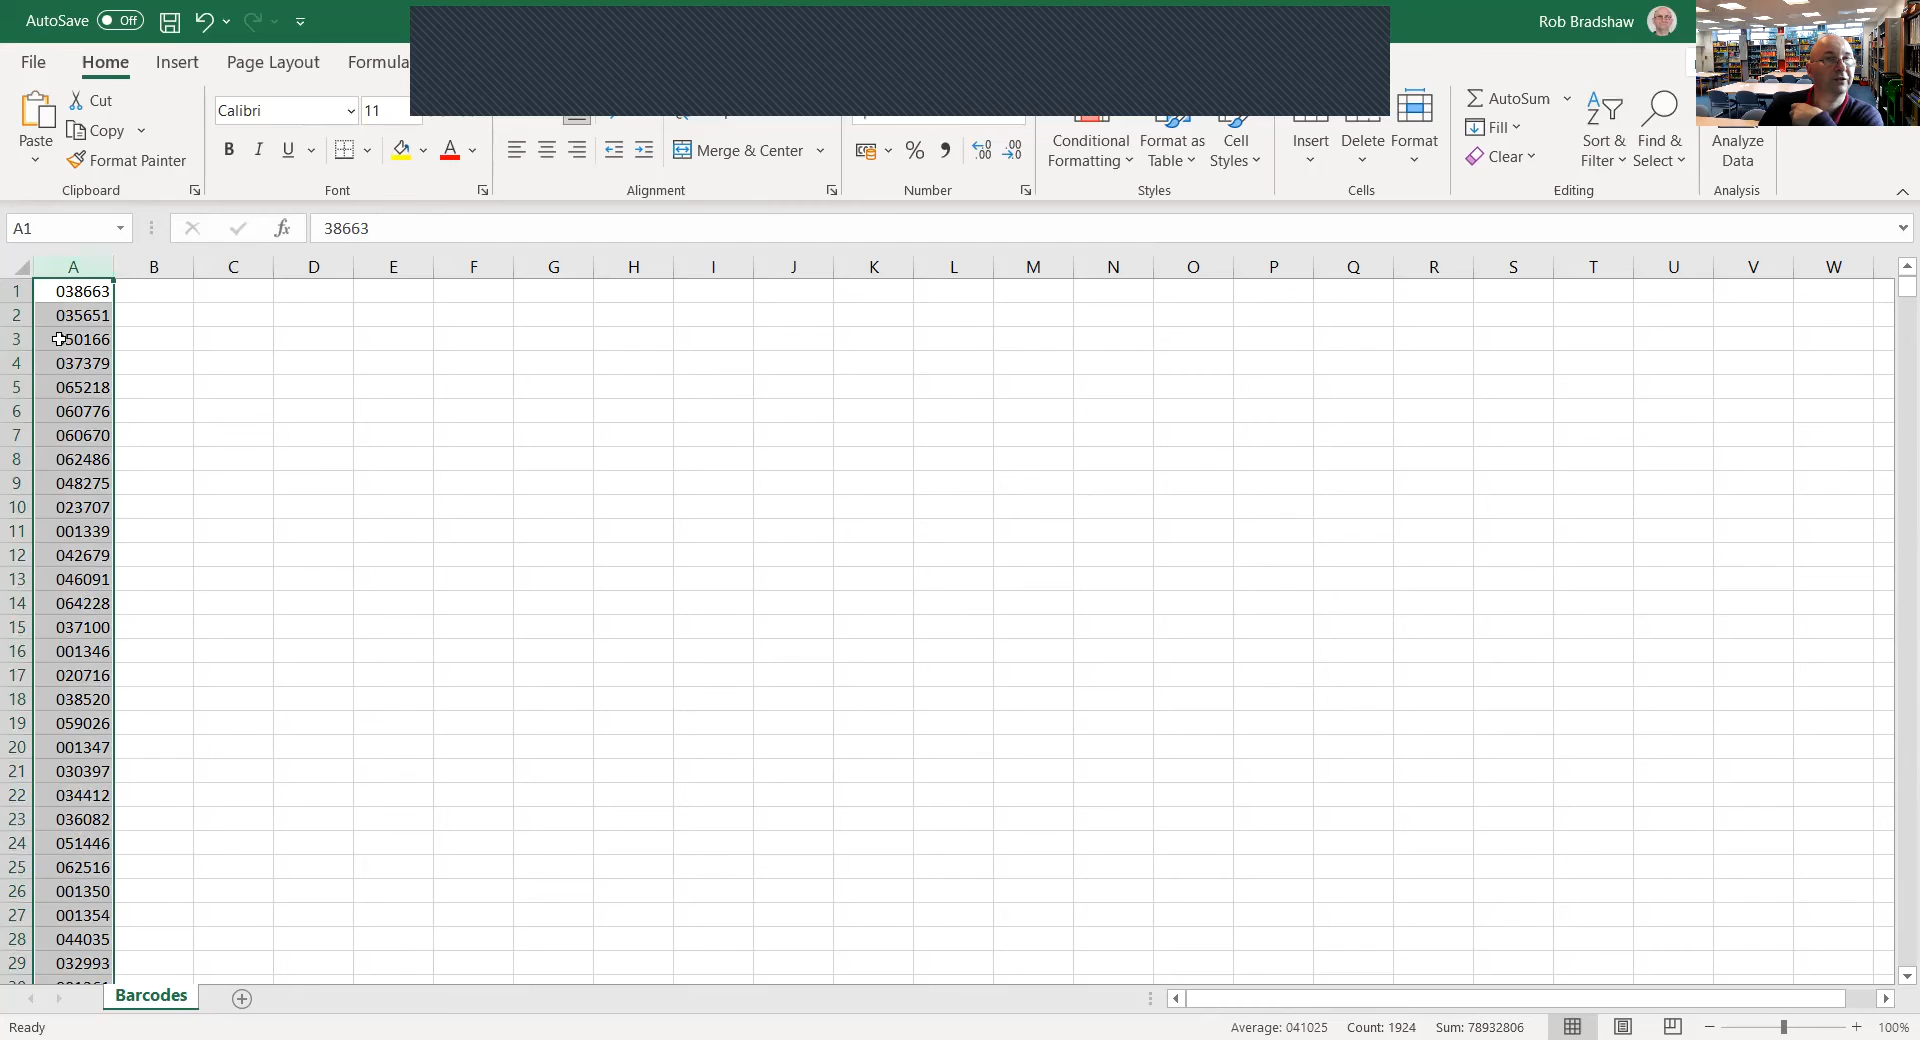 AutoSave Off Rob Bradshaw
File Home Insert Page Layout Formula
Cut
Copy
Format Painter
Paste
Clipboard
Calibri 11
B I U
Font
Merge & Center
Alignment
Number
Conditional Formatting
Format as Table
Cell Styles
Styles
Insert Delete Format
Cells
AutoSum
Fill
Clear
Sort & Filter
Find & Select
Editing
Analyze Data
Analysis
A1 fx 38663
A B C D E F G H I J K L M N O P Q R S T U V W
1 038663
2 035651
3 50166
4 037379
5 065218
6 060776
7 060670
8 062486
9 048275
10 023707
11 001339
12 042679
13 046091
14 064228
15 037100
16 001346
17 020716
18 038520
19 059026
20 001347
21 030397
22 034412
23 036082
24 051446
25 062516
26 001350
27 001354
28 044035
29 032993
Barcodes
Ready Average: 041025 Count: 1924 Sum: 78932806 100%